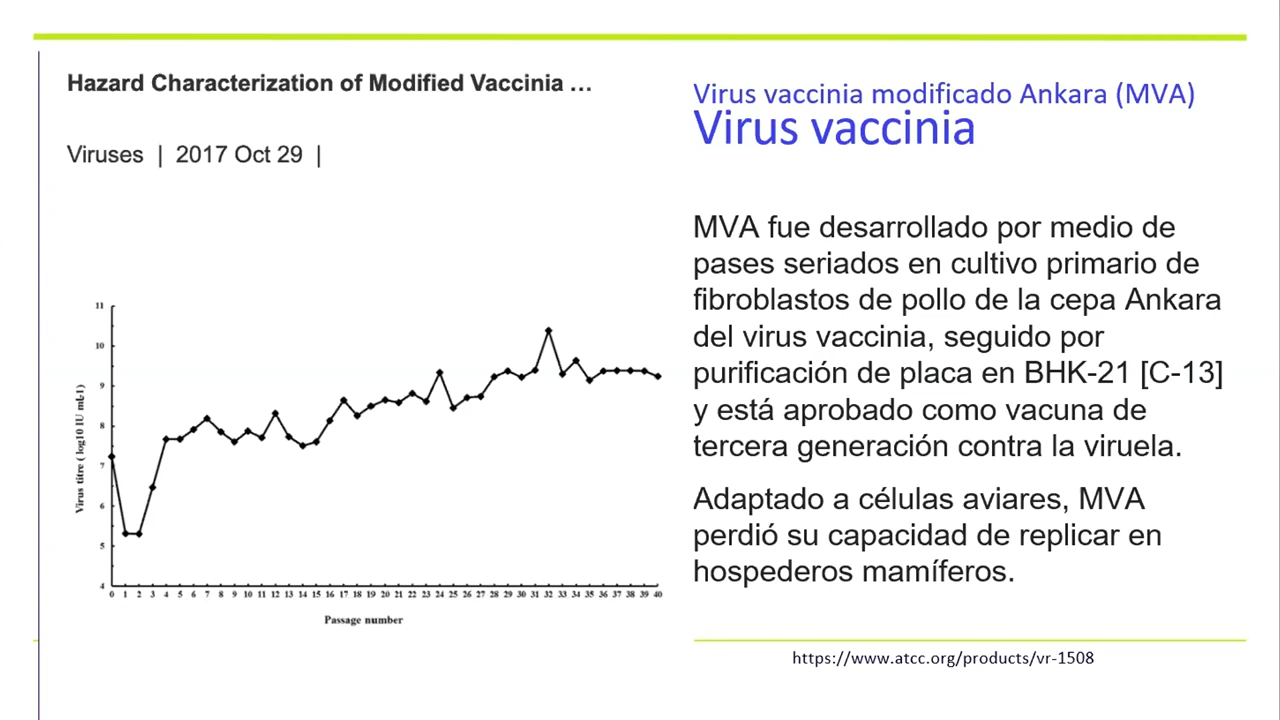 Hazard Characterization of Modified Vaccinia ...
Viruses | 2017 Oct 29 |
Virus vaccinia modificado Ankara (MVA)
Virus vaccinia
MVA fue desarrollado por medio de
pases seriados en cultivo primario de
fibroblastos de pollo de la cepa Ankara
del virus vaccinia, seguido por
purificación de placa en BHK-21 [C-13]
y está aprobado como vacuna de
tercera generación contra la viruela.
Adaptado a células aviares, MVA
perdió su capacidad de replicar en
hospederos mamíferos.
https://www.atcc.org/products/vr-1508
Virus titre ( log10 IU mL-1)
11
10
9
8
7
6
5
4
0 1 2 3 4 5 6 7 8 9 10 11 12 13 14 15 16 17 18 19 20 21 22 23 24 25 26 27 28 29 30 31 32 33 34 35 36 37 38 39 40
Passage number